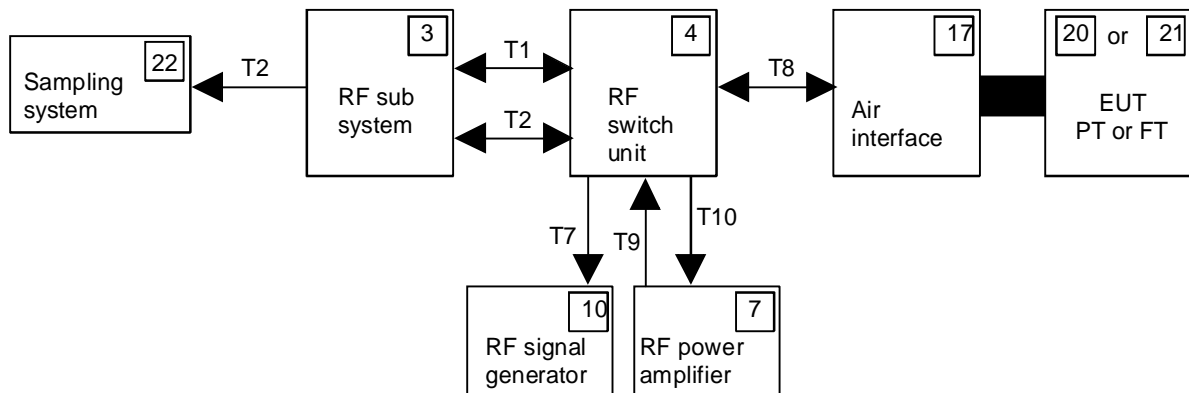 22
Sampling
system
T2
3
RF sub
system
T1
T2
4
RF
switch
unit
T8
17
Air
interface
20 or 21
EUT
PT or FT
T7
T9
T10
10
RF signal
generator
7
RF power
amplifier